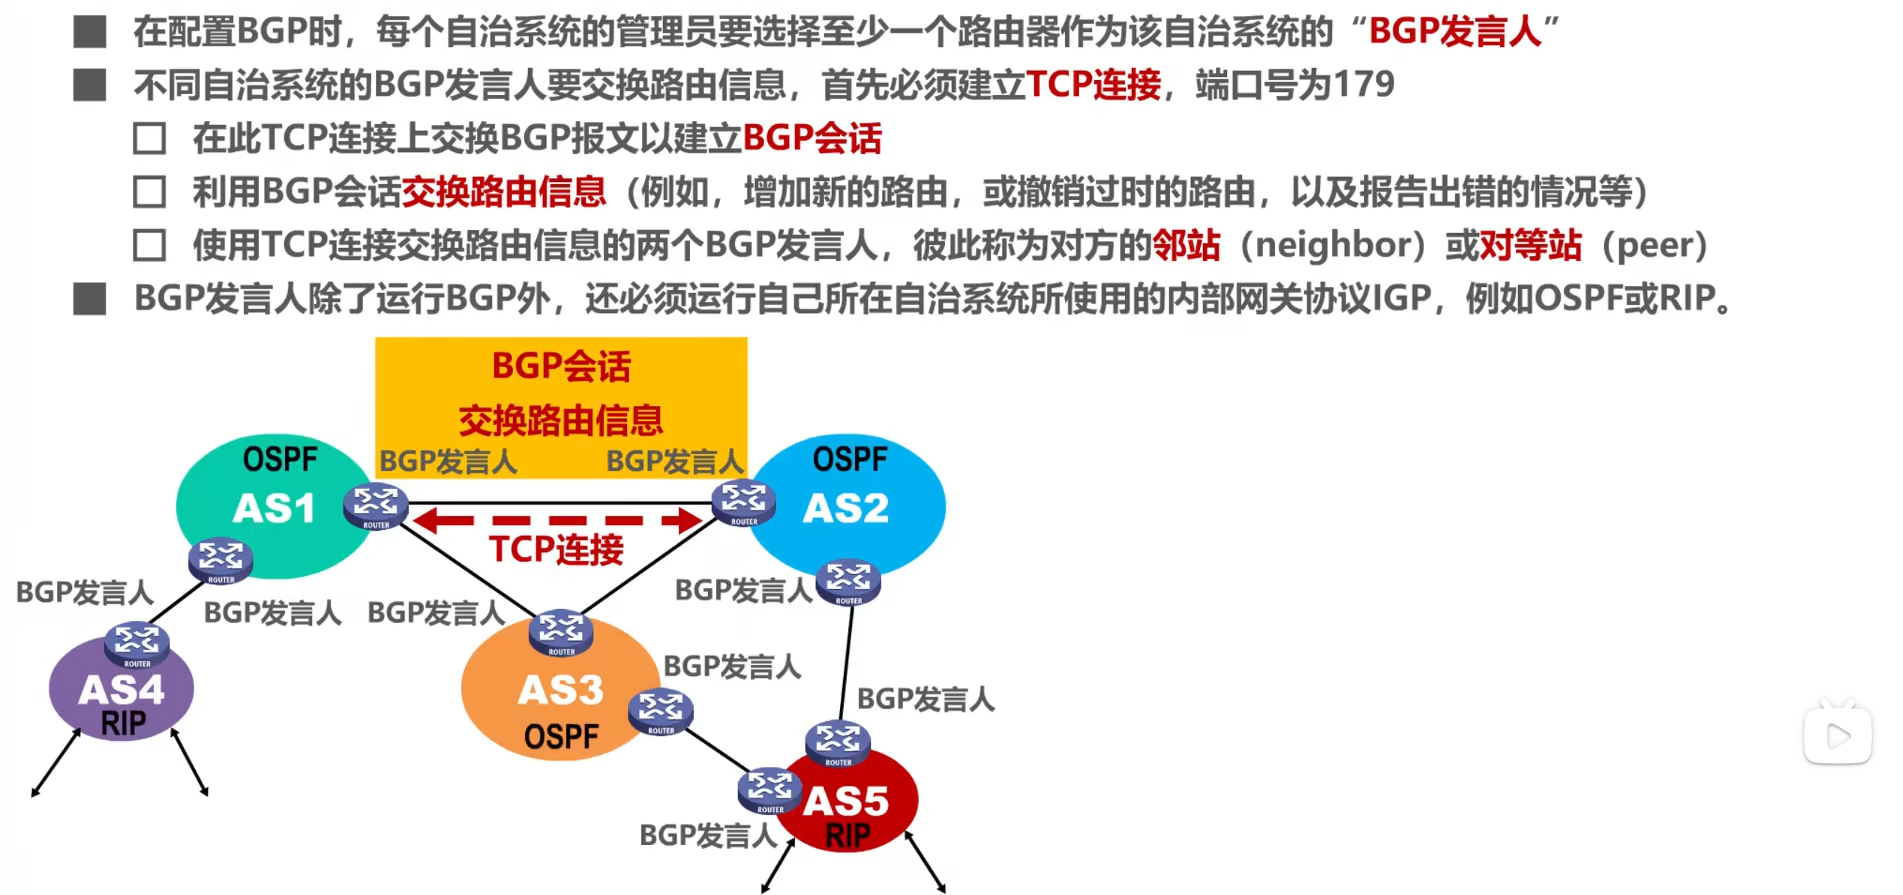 在配置BGP时，每个自治系统的管理员要选择至少一个路由器作为该自治系统的“BGP发言人”
不同自治系统的BGP发言人要交换路由信息，首先必须建立TCP连接，端口号为179
在此TCP连接上交换BGP报文以建立BGP会话
利用BGP会话交换路由信息（例如，增加新的路由，或撤销过时的路由，以及报告出错的情况等）
使用TCP连接交换路由信息的两个BGP发言人，彼此称为对方的邻站（neighbor）或对等站（peer）
BGP发言人除了运行BGP外，还必须运行自己所在自治系统所使用的内部网关协议IGP，例如OSPF或RIP。
BGP会话
交换路由信息
BGP发言人 BGP发言人
OSPF
AS1
ROUTER
ROUTER
OSPF
AS2
ROUTER
TCP连接
ROUTER
BGP发言人
BGP发言人
BGP发言人
BGP发言人
ROUTER
AS4
RIP
ROUTER
AS3
OSPF
BGP发言人
ROUTER
BGP发言人
ROUTER
ROUTER
AS5
RIP
BGP发言人